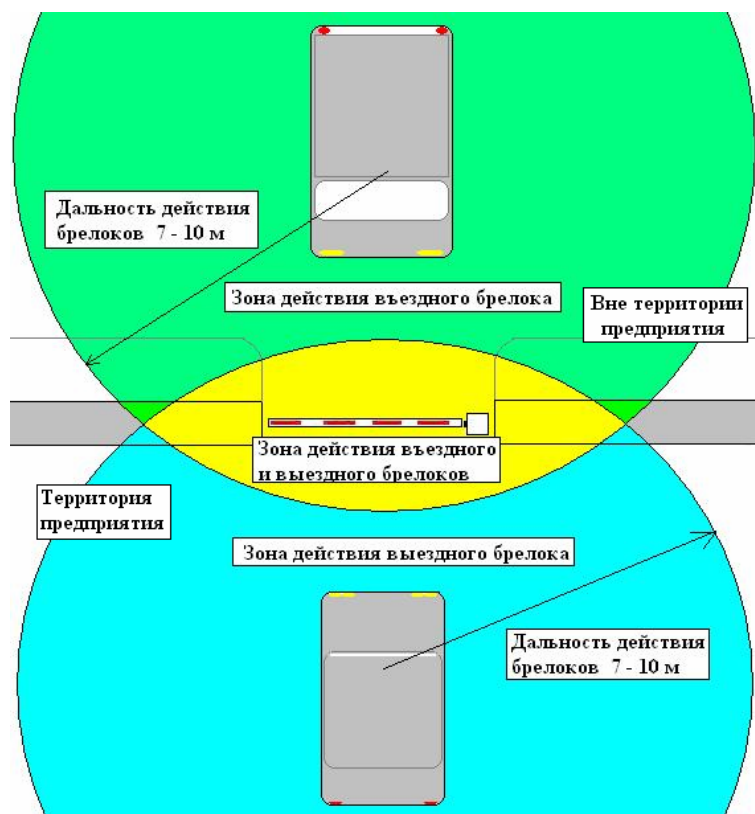 Дальность действия
брелоков 7 - 10 м
Зона действия въездного брелока
Вне территории
предприятия
Зона действия въездного
и выездного брелоков
Территория
предприятия
Зона действия выездного брелока
Дальность действия
брелоков 7 - 10 м